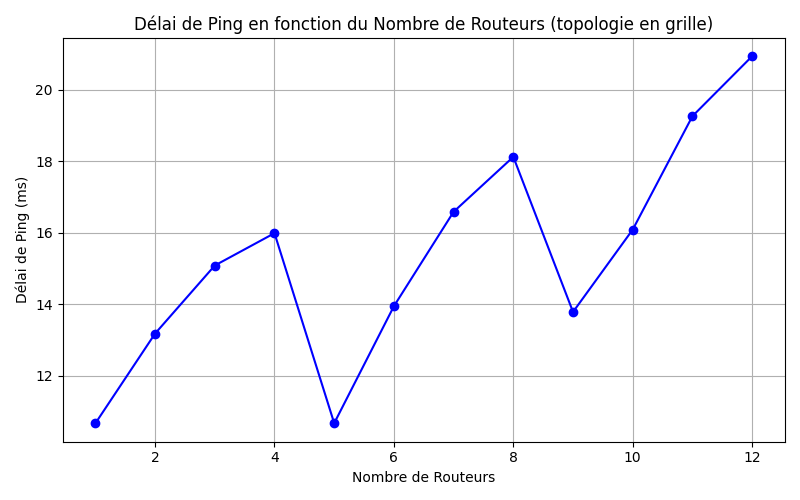 Délai de Ping en fonction du Nombre de Routeurs (topologie en grille)
Délai de Ping (ms)
20
18
16
14
12
2 4 6 8 10 12
Nombre de Routeurs